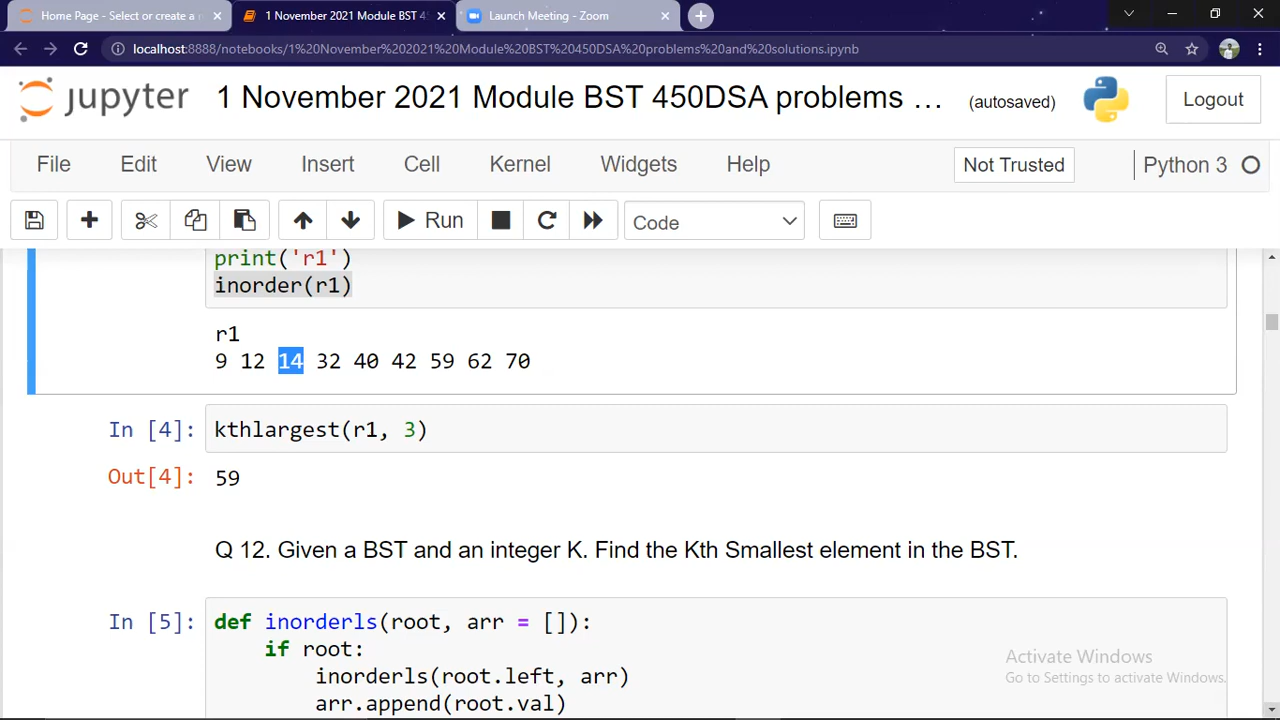 Home Page - Select or create a n
1 November 2021 Module BST 4
Launch Meeting - Zoom
localhost:8888/notebooks/1%20November%202021%20Module%20BST%20450DSA%20problems%20and%20solutions.ipynb
jupyter 1 November 2021 Module BST 450DSA problems ... (autosaved) Logout
File Edit View Insert Cell Kernel Widgets Help Not Trusted Python 3
Run Code
print('r1')
inorder(r1)
r1
9 12 14 32 40 42 59 62 70
In [4]: kthlargest(r1, 3)
Out[4]: 59
Q 12. Given a BST and an integer K. Find the Kth Smallest element in the BST.
In [5]: def inorderls(root, arr = []):
if root:
inorderls(root.left, arr)
arr.append(root.val)
Activate Windows
Go to Settings to activate Windows.